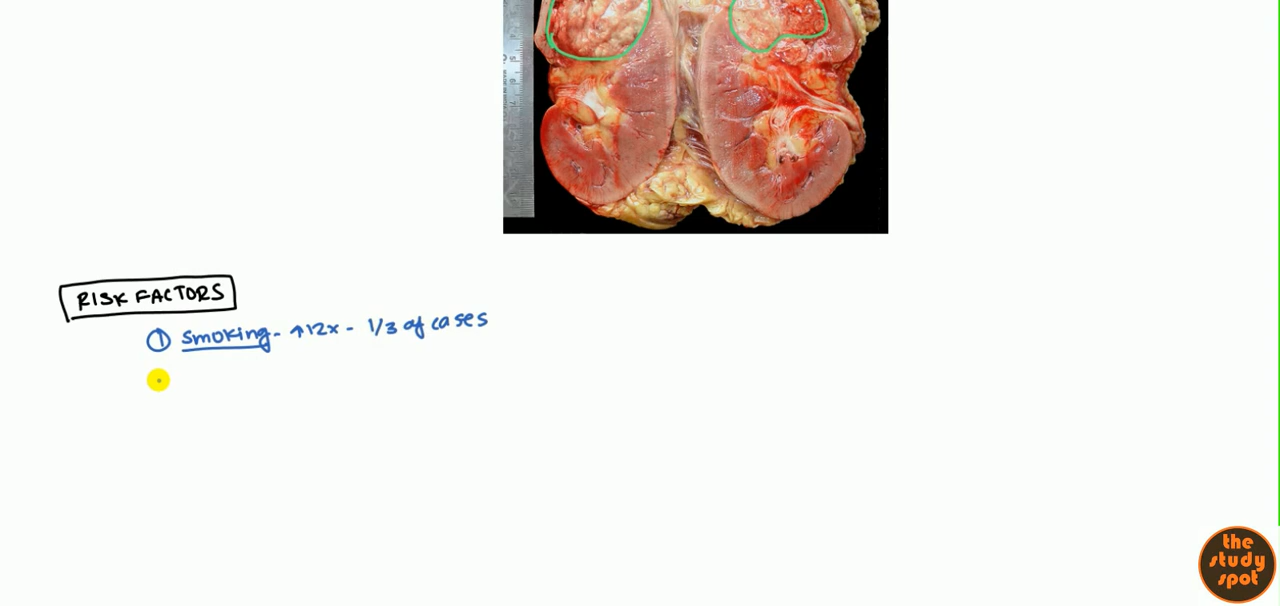 RISK FACTORS
① Smoking - ↑12x - 1/3 of cases
the
study
spot